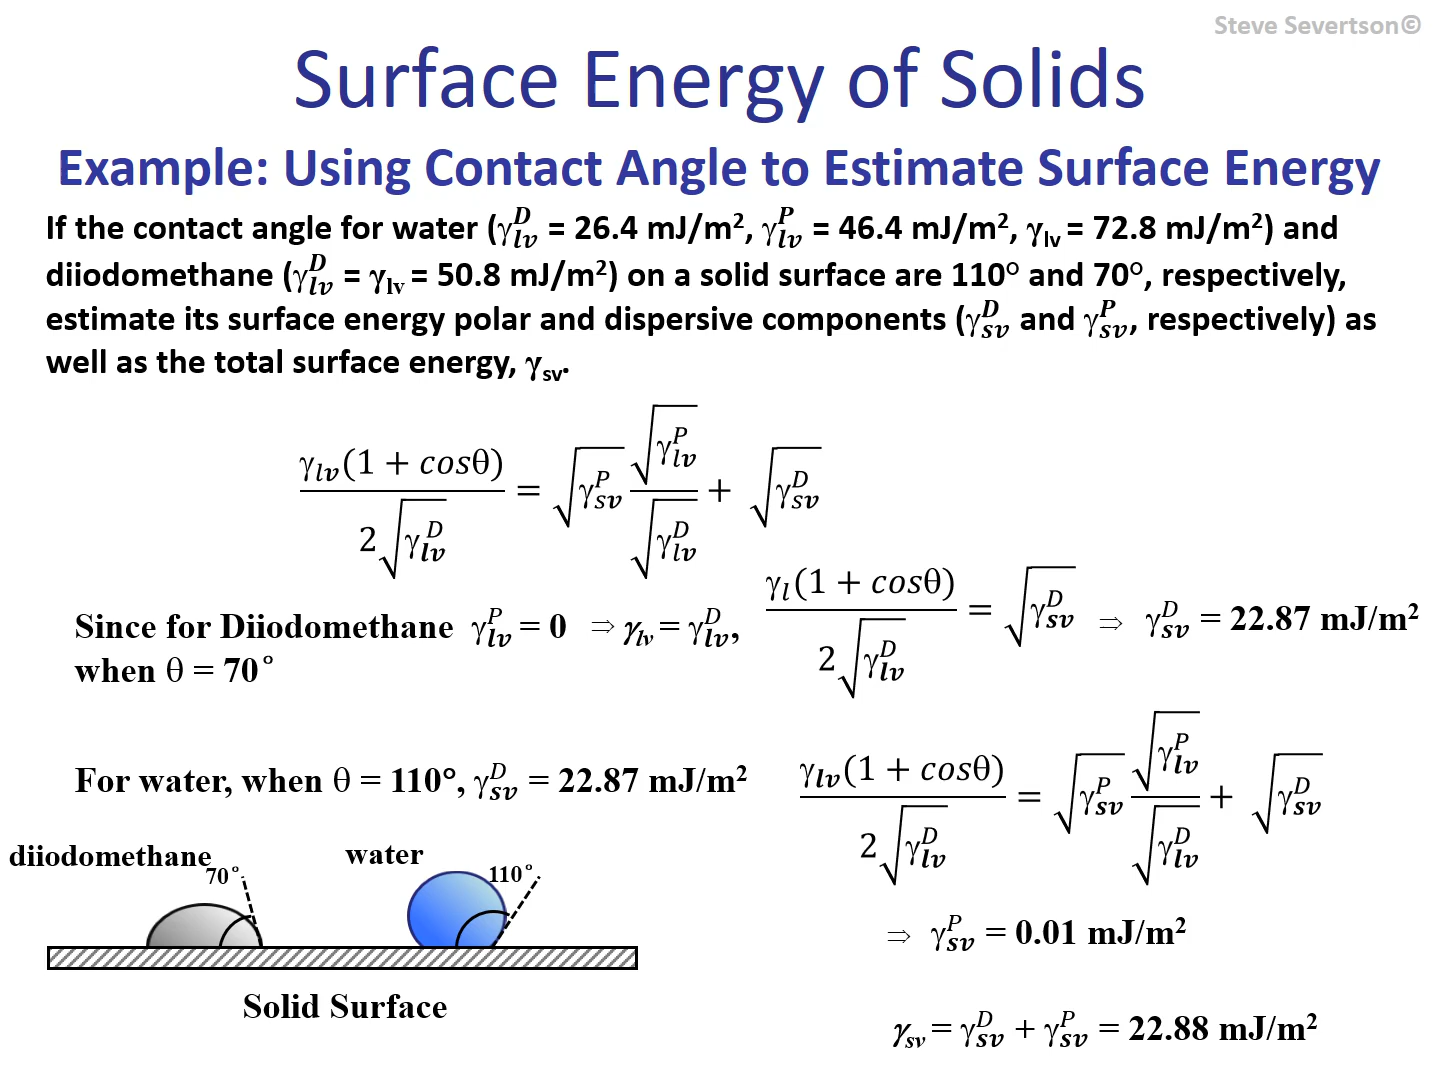 Steve Severtson©
Surface Energy of Solids
Example: Using Contact Angle to Estimate Surface Energy
If the contact angle for water (γ_lv^D = 26.4 mJ/m², γ_lv^P = 46.4 mJ/m², γ_lv = 72.8 mJ/m²) and
diiodomethane (γ_lv^D = γ_lv = 50.8 mJ/m²) on a solid surface are 110° and 70°, respectively,
estimate its surface energy polar and dispersive components (γ_sv^D and γ_sv^P, respectively) as
well as the total surface energy, γ_sv.
γ_lv(1 + cosθ) / 2√γ_lv^D = √γ_sv^P √γ_lv^P / √γ_lv^D + √γ_sv^D
Since for Diiodomethane γ_lv^P = 0 ⇒ γ_lv = γ_lv^D,
when θ = 70°
γ_l(1 + cosθ) / 2√γ_lv^D = √γ_sv^D ⇒ γ_sv^D = 22.87 mJ/m²
For water, when θ = 110°, γ_sv^D = 22.87 mJ/m²
γ_lv(1 + cosθ) / 2√γ_lv^D = √γ_sv^P √γ_lv^P / √γ_lv^D + √γ_sv^D
diiodomethane
70°
water
110°
Solid Surface
⇒ γ_sv^P = 0.01 mJ/m²
γ_sv = γ_sv^D + γ_sv^P = 22.88 mJ/m²